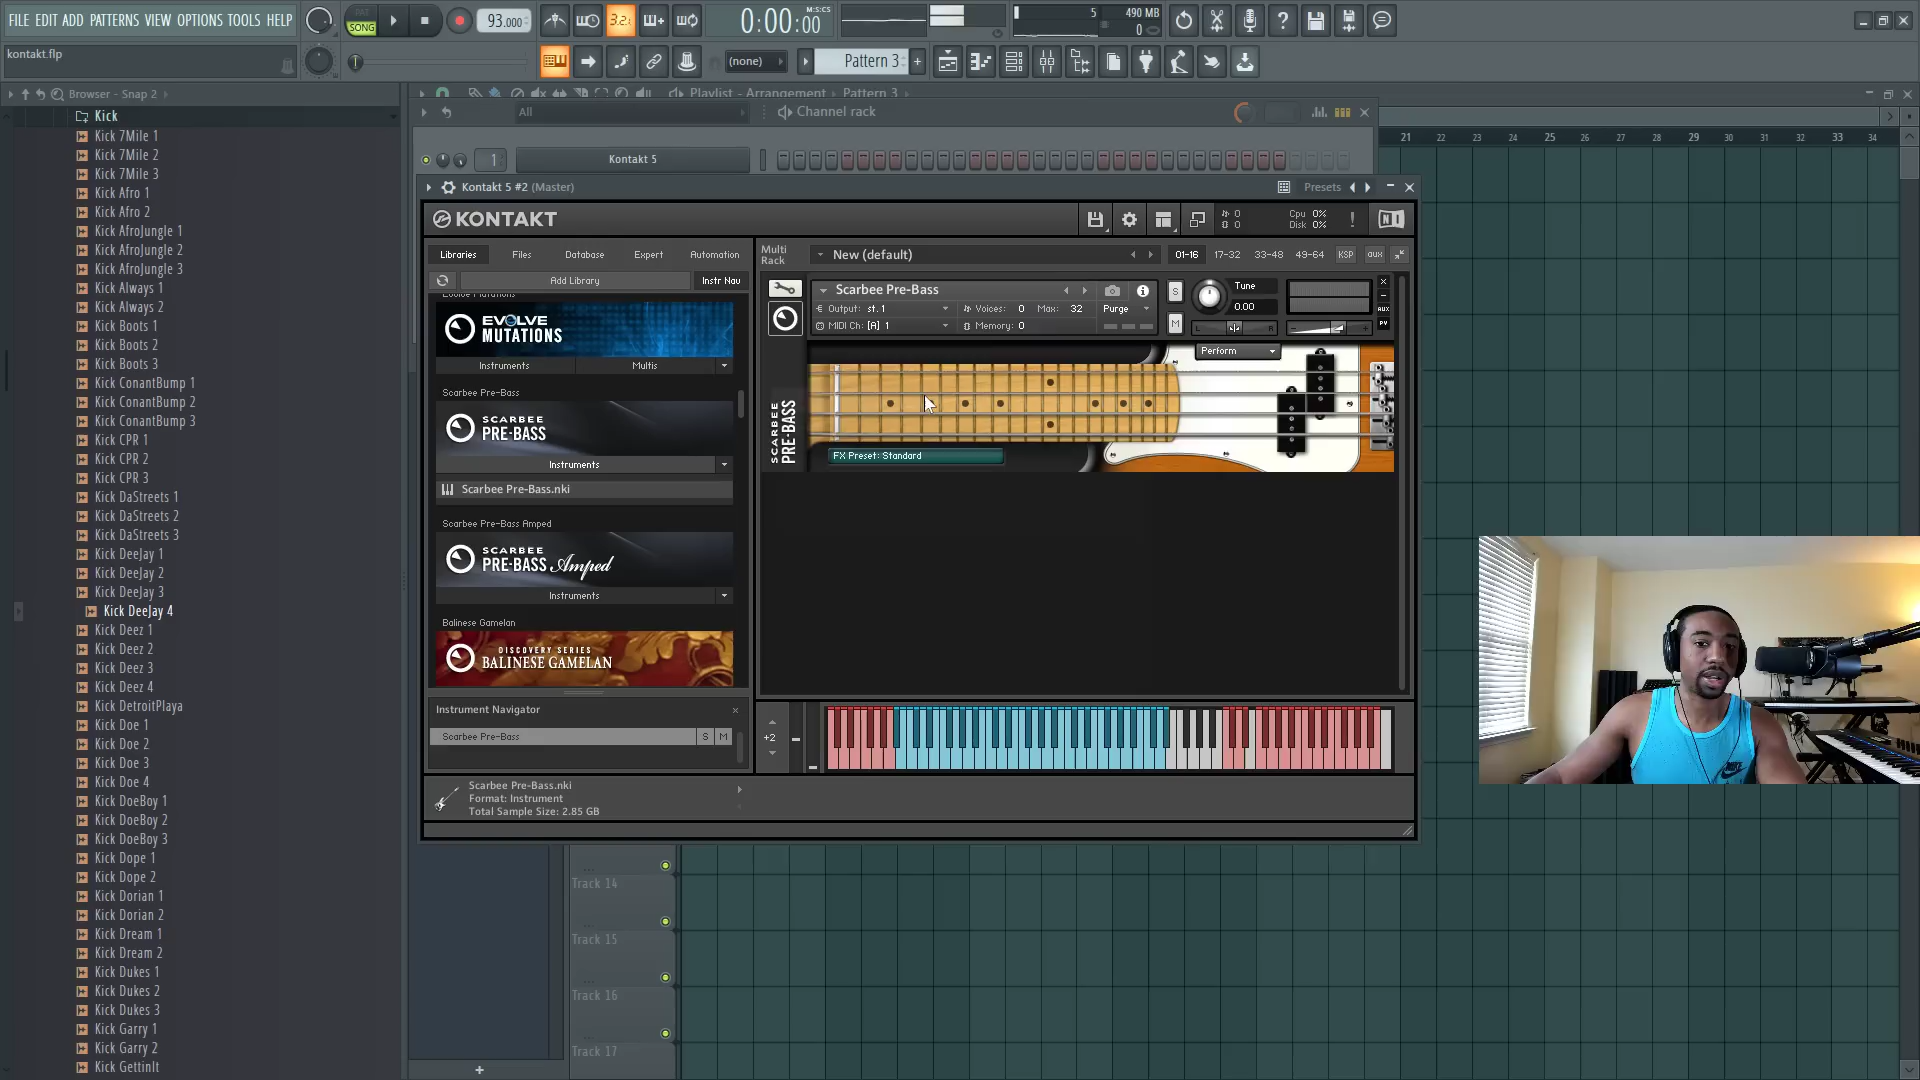 FILE EDIT ADD PATTERNS VIEW OPTIONS TOOLS HELP
SONG
93.000
3.2.
0:00:00
M:S:CS
5
490 MB
0
kontakt.flp
(none)
Pattern 3
Browser - Snap 2
Playlist - Arrangement
Pattern 3
All
Channel rack
1
Kontakt 5
21 22 23 24 25 26 27 28 29 30 31 32 33 34
Kick
Kick 7Mile 1
Kick 7Mile 2
Kick 7Mile 3
Kick Afro 1
Kick Afro 2
Kick AfroJungle 1
Kick AfroJungle 2
Kick AfroJungle 3
Kick Always 1
Kick Always 2
Kick Boots 1
Kick Boots 2
Kick Boots 3
Kick ConantBump 1
Kick ConantBump 2
Kick ConantBump 3
Kick CPR 1
Kick CPR 2
Kick CPR 3
Kick DaStreets 1
Kick DaStreets 2
Kick DaStreets 3
Kick DeeJay 1
Kick DeeJay 2
Kick DeeJay 3
Kick DeeJay 4
Kick Deez 1
Kick Deez 2
Kick Deez 3
Kick Deez 4
Kick DetroitPlaya
Kick Doe 1
Kick Doe 2
Kick Doe 3
Kick Doe 4
Kick DoeBoy 1
Kick DoeBoy 2
Kick DoeBoy 3
Kick Dope 1
Kick Dope 2
Kick Dorian 1
Kick Dorian 2
Kick Dream 1
Kick Dream 2
Kick Dukes 1
Kick Dukes 2
Kick Dukes 3
Kick Garry 1
Kick Garry 2
Kick GettinIt
Kontakt 5 #2 (Master)
Presets
KONTAKT
0
0
Cpu 0%
Disk 0%
NI
Libraries
Files
Database
Expert
Automation
Add Library
Instr Nav
Evolve Mutations
EVOLVE
MUTATIONS
Instruments
Multis
Scarbee Pre-Bass
SCARBEE
PRE-BASS
Instruments
Scarbee Pre-Bass.nki
Scarbee Pre-Bass Amped
SCARBEE
PRE-BASS Amped
Instruments
Balinese Gamelan
DISCOVERY SERIES
BALINESE GAMELAN
Instrument Navigator
Scarbee Pre-Bass
S M
Scarbee Pre-Bass.nki
Format: Instrument
Total Sample Size: 2.85 GB
Multi
Rack
New (default)
01-16
17-32
33-48
49-64
KSP
aux
Scarbee Pre-Bass
Output: st. 1
Voices: 0
Max: 32
Purge
MIDI Ch: [A] 1
Memory: 0
S
M
Tune
0.00
L
R
AUX
PV
Perform
SCARBEE
PRE-BASS
FX Preset: Standard
+2
Track 14
Track 15
Track 16
Track 17